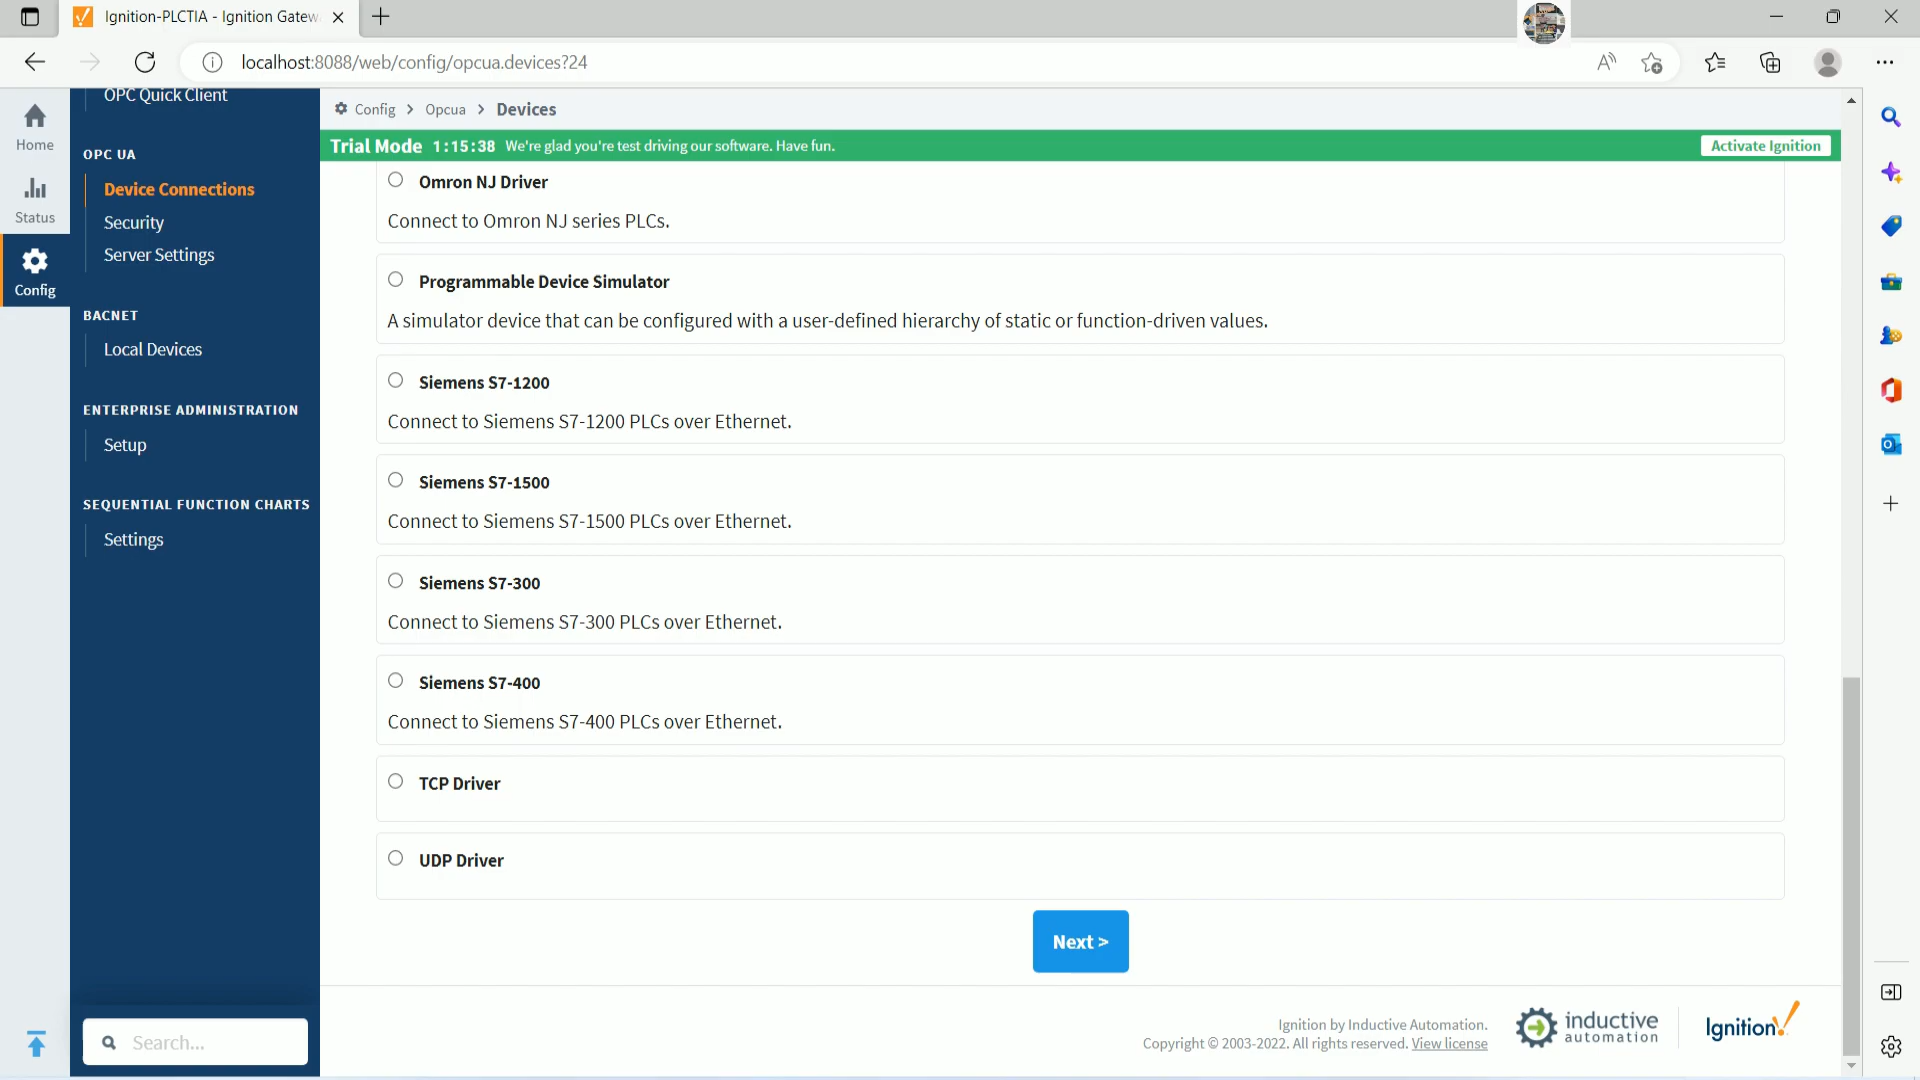 Ignition-PLCTIA - Ignition Gatew
localhost:8088/web/config/opcua.devices?24
Home
Status
Config
OPC Quick Client
OPC UA
Device Connections
Security
Server Settings
BACNET
Local Devices
ENTERPRISE ADMINISTRATION
Setup
SEQUENTIAL FUNCTION CHARTS
Settings
Search...
Config > Opcua > Devices
Trial Mode 1:15:38 We're glad you're test driving our software. Have fun.
Activate Ignition
Omron NJ Driver
Connect to Omron NJ series PLCs.
Programmable Device Simulator
A simulator device that can be configured with a user-defined hierarchy of static or function-driven values.
Siemens S7-1200
Connect to Siemens S7-1200 PLCs over Ethernet.
Siemens S7-1500
Connect to Siemens S7-1500 PLCs over Ethernet.
Siemens S7-300
Connect to Siemens S7-300 PLCs over Ethernet.
Siemens S7-400
Connect to Siemens S7-400 PLCs over Ethernet.
TCP Driver
UDP Driver
Next >
Ignition by Inductive Automation.
Copyright © 2003-2022. All rights reserved. View license
inductive
automation
Ignition!